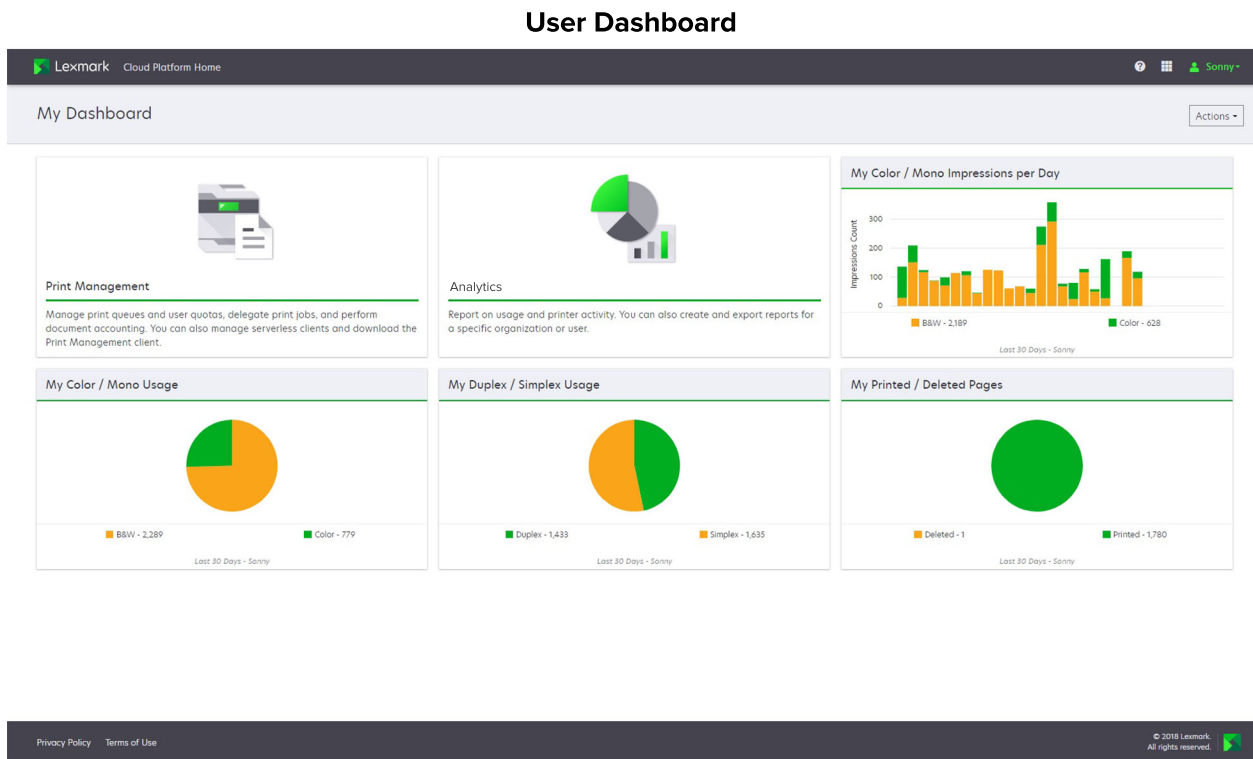 User Dashboard
Lexmark Cloud Platform Home
Sonny
My Dashboard
Actions
Print Management
Manage print queues and user quotas, delegate print jobs, and perform
document accounting. You can also manage serverless clients and download the
Print Management client.
Analytics
Report on usage and printer activity. You can also create and export reports for
a specific organization or user.
My Color / Mono Impressions per Day
Impressions Count
300
200
100
0
B&W - 2,189
Color - 628
Last 30 Days - Sonny
My Color / Mono Usage
B&W - 2,289
Color - 779
Last 30 Days - Sonny
My Duplex / Simplex Usage
Duplex - 1,433
Simplex - 1,635
Last 30 Days - Sonny
My Printed / Deleted Pages
Deleted - 1
Printed - 1,780
Last 30 Days - Sonny
Privacy Policy Terms of Use
© 2018 Lexmark.
All rights reserved.